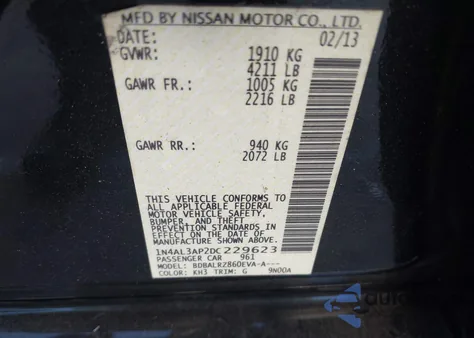 MFD BY NISSAN MOTOR CO., LTD.
DATE: 02/13
GVWR: 1910 KG
4211 LB
GAWR FR.: 1005 KG
2216 LB
GAWR RR.: 940 KG
2072 LB
THIS VEHICLE CONFORMS TO
ALL APPLICABLE FEDERAL
MOTOR VEHICLE SAFETY,
BUMPER, AND THEFT
PREVENTION STANDARDS IN
EFFECT ON THE DATE OF
MANUFACTURE SHOWN ABOVE.
1N4AL3AP2DC229623
PASSENGER CAR 961
MODEL: BDBALRZ860EVA-A---
COLOR: KH3 TRIM: G 9N00A